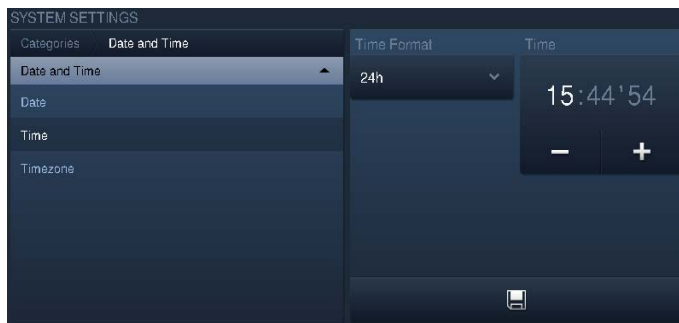 SYSTEM SETTINGS
Categories Date and Time
Date and Time
Date
Time
Timezone
Time Format
24h
Time
15:44'54
− +